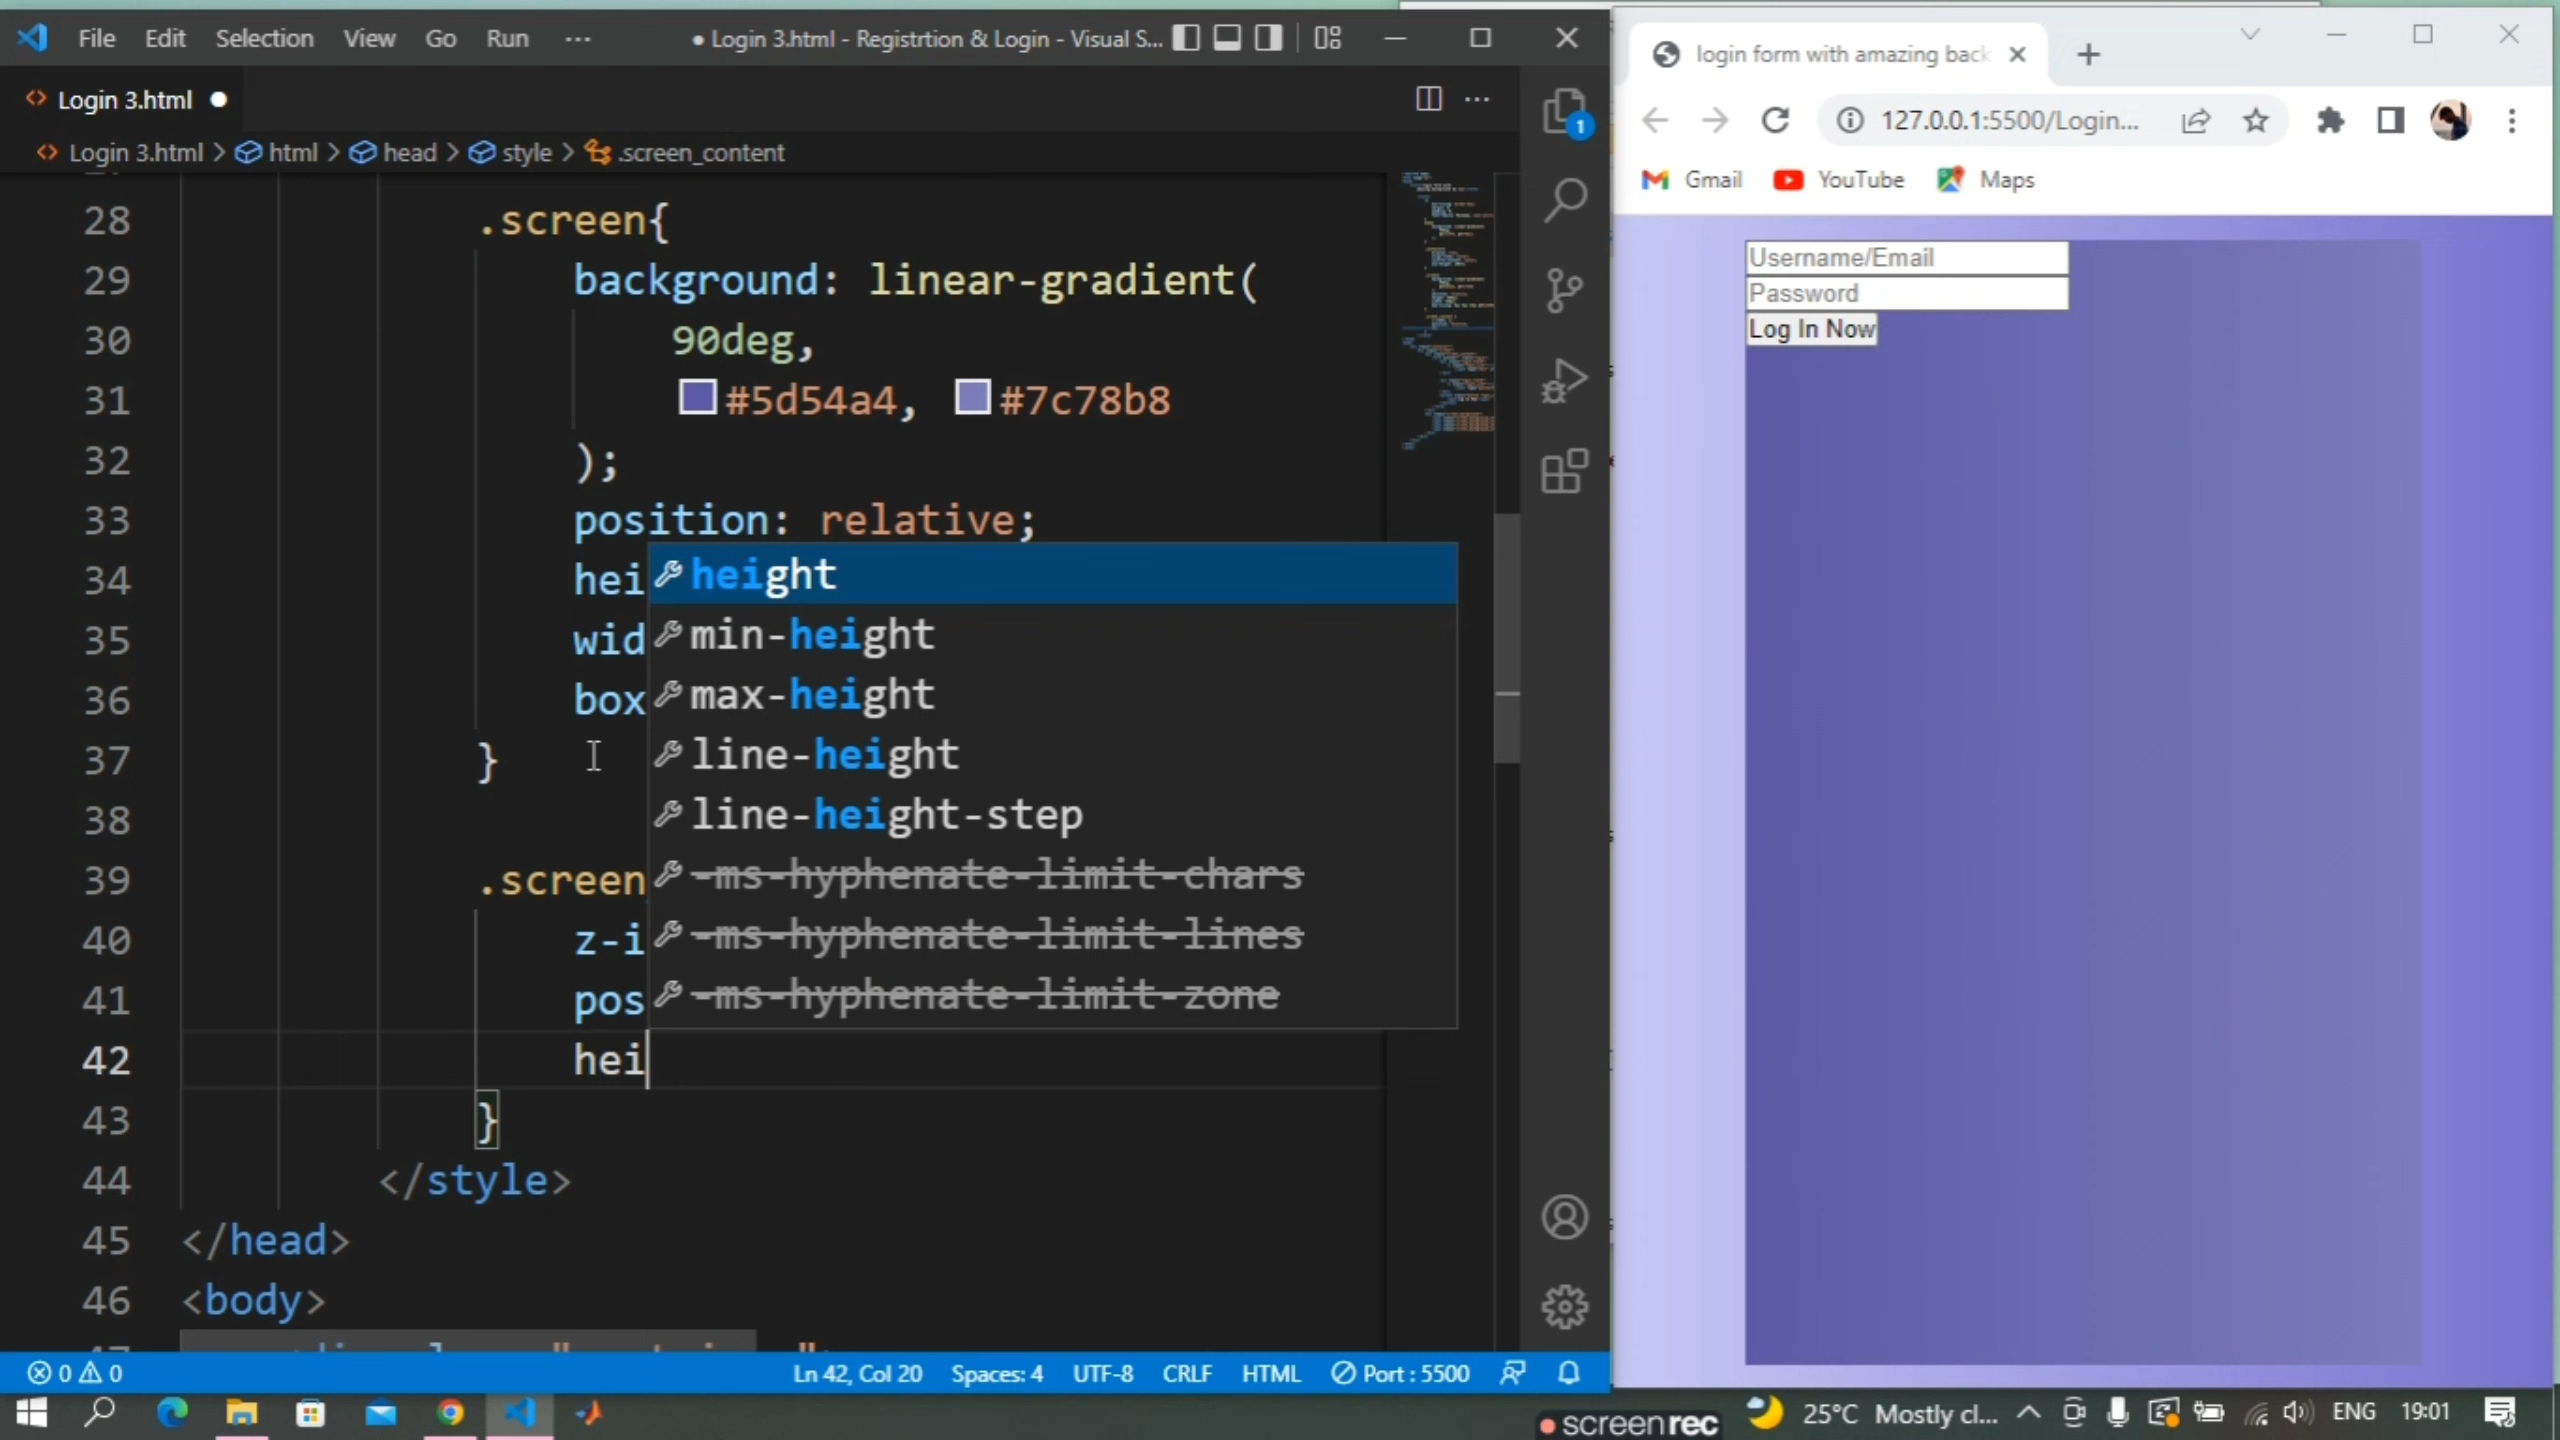 File Edit Selection View Go Run ···
● Login 3.html - Registrtion & Login - Visual S...
Login 3.html ●
Login 3.html > html > head > style > .screen_content
28 .screen{
29 background: linear-gradient(
30 90deg,
31 #5d54a4, #7c78b8
32 );
33 position: relative;
34 hei
35 wid
36 box
37 }
38
39 .screen
40 z-i
41 pos
42 hei
43 }
44 </style>
45 </head>
46 <body>
height
min-height
max-height
line-height
line-height-step
-ms-hyphenate-limit-chars
-ms-hyphenate-limit-lines
-ms-hyphenate-limit-zone
1
0 0
Ln 42, Col 20 Spaces: 4 UTF-8 CRLF HTML Port : 5500
login form with amazing back
127.0.0.1:5500/Login...
Gmail YouTube Maps
Username/Email
Password
Log In Now
screenrec
25°C Mostly cl... ENG 19:01